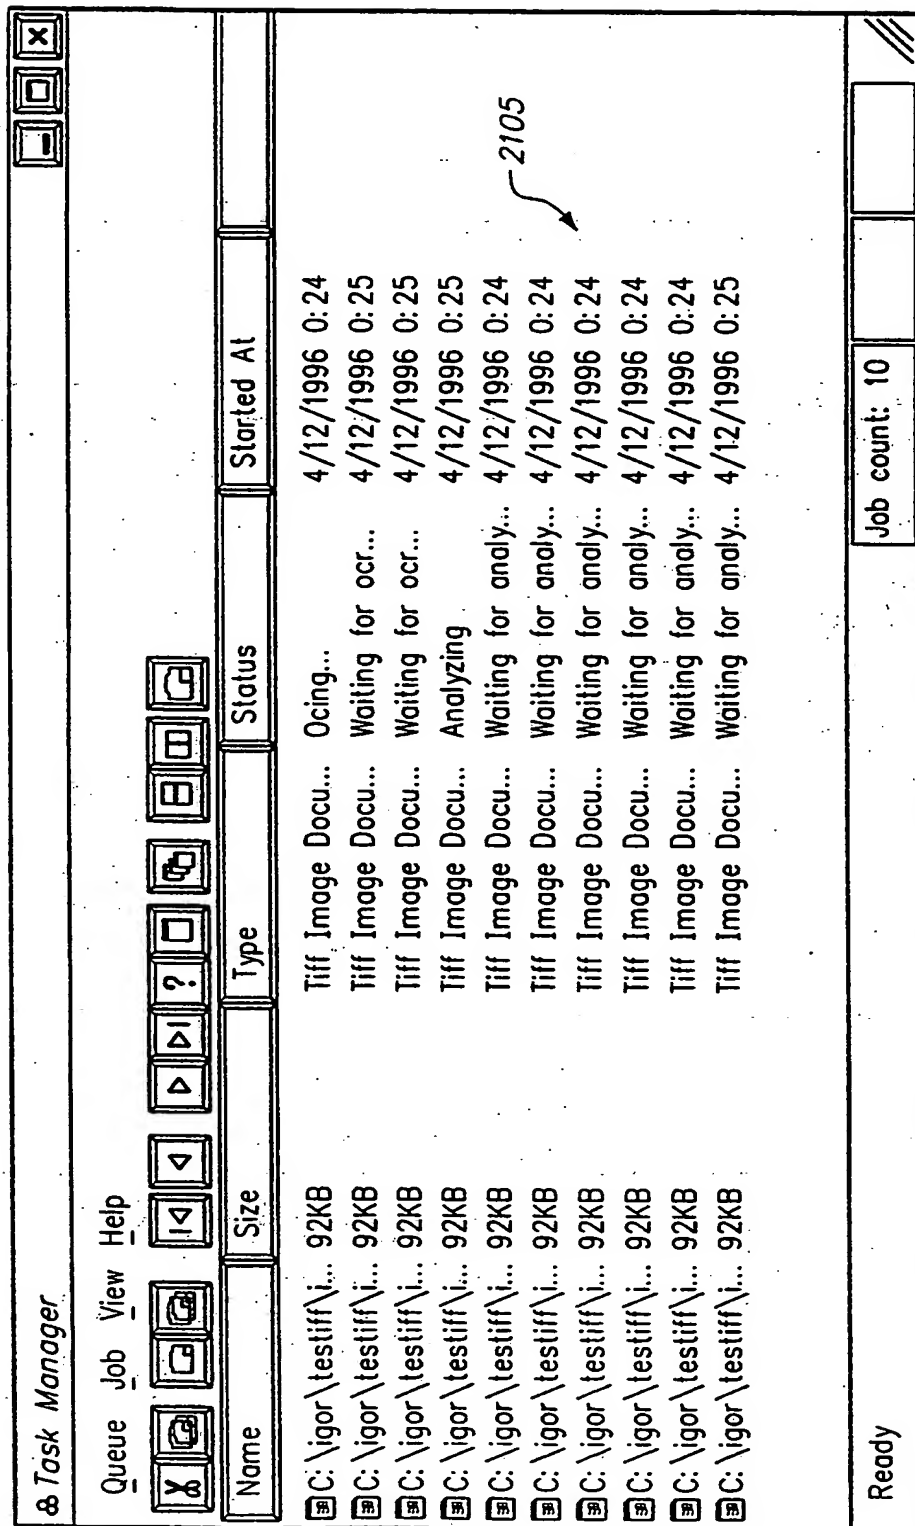 Task Manager
Queue Job View Help
?
Name Size Type Status Started At
C: \igor\testiff\i... 92KB Tiff Image Docu... Ocing... 4/12/1996 0:24
C: \igor\testiff\i... 92KB Tiff Image Docu... Waiting for ocr... 4/12/1996 0:25
C: \igor\testiff\i... 92KB Tiff Image Docu... Waiting for ocr... 4/12/1996 0:25
C: \igor\testiff\i... 92KB Tiff Image Docu... Analyzing 4/12/1996 0:25
C: \igor\testiff\i... 92KB Tiff Image Docu... Waiting for analy... 4/12/1996 0:24
C: \igor\testiff\i... 92KB Tiff Image Docu... Waiting for analy... 4/12/1996 0:24
C: \igor\testiff\i... 92KB Tiff Image Docu... Waiting for analy... 4/12/1996 0:24
C: \igor\testiff\i... 92KB Tiff Image Docu... Waiting for analy... 4/12/1996 0:24
C: \igor\testiff\i... 92KB Tiff Image Docu... Waiting for analy... 4/12/1996 0:24
C: \igor\testiff\i... 92KB Tiff Image Docu... Waiting for analy... 4/12/1996 0:25
2105
Ready Job count: 10